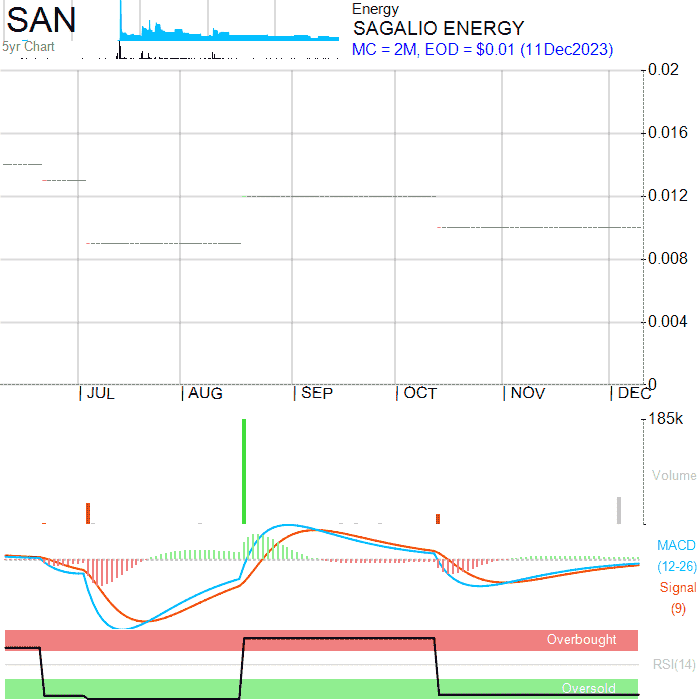 SAN
5yr Chart
Energy
SAGALIO ENERGY
MC = 2M, EOD = $0.01 (11Dec2023)
0.02
0.016
0.012
0.008
0.004
0
JUL AUG SEP OCT NOV DEC
185k
Volume
MACD
(12-26)
Signal
(9)
Overbought
RSI(14)
Oversold